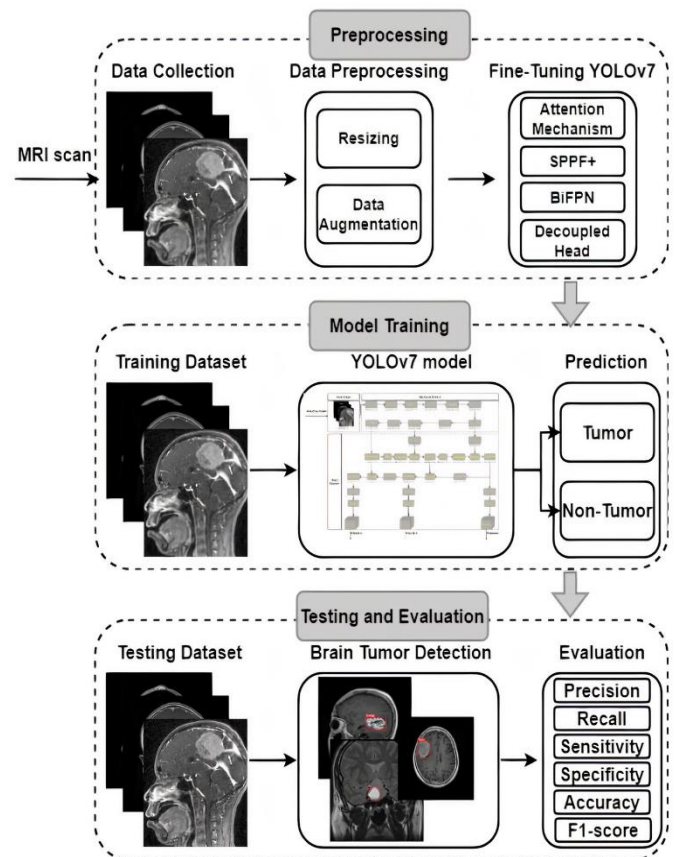 Preprocessing
Data Collection
Data Preprocessing
Fine-Tuning YOLOv7
MRI scan
Resizing
Data
Augmentation
Attention
Mechanism
SPPF+
BiFPN
Decoupled
Head
Model Training
Training Dataset
YOLOv7 model
Prediction
Tumor
Non-Tumor
Testing and Evaluation
Testing Dataset
Brain Tumor Detection
Evaluation
Precision
Recall
Sensitivity
Specificity
Accuracy
F1-score